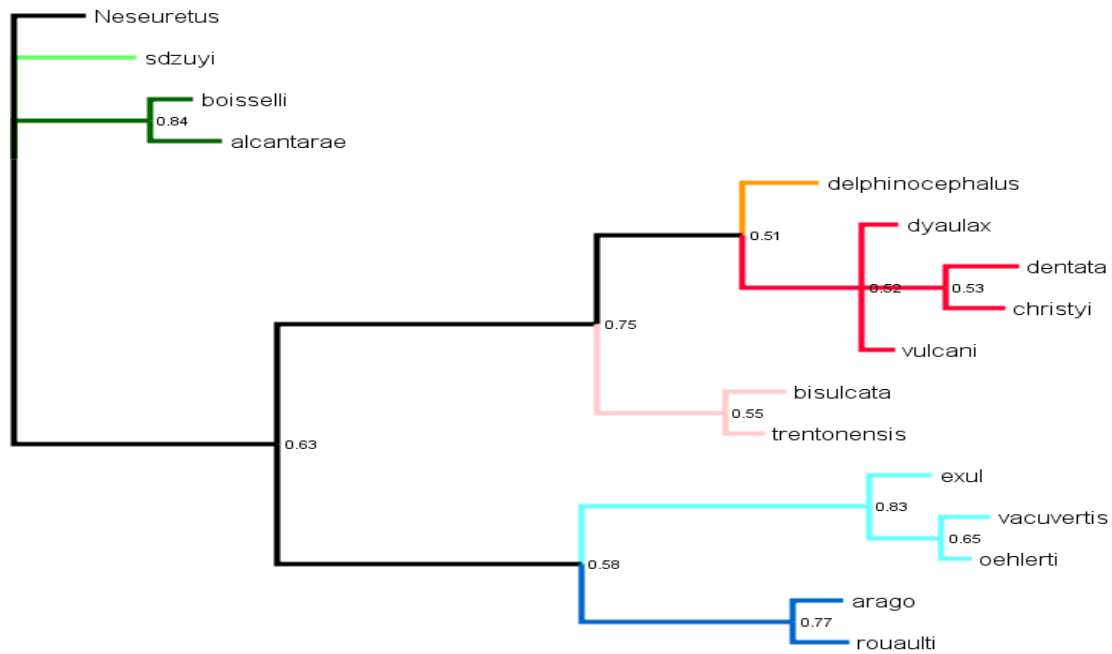 Neseuretus
sdzuyi
boisselli
0.84
alcantarae
delphinocephalus
dyaulax
0.51
dentata
0.52
0.53
christyi
0.75
vulcani
bisulcata
0.55
trentonensis
0.63
exul
0.83
vacuvertis
0.65
oehlerti
0.58
arago
0.77
rouaulti